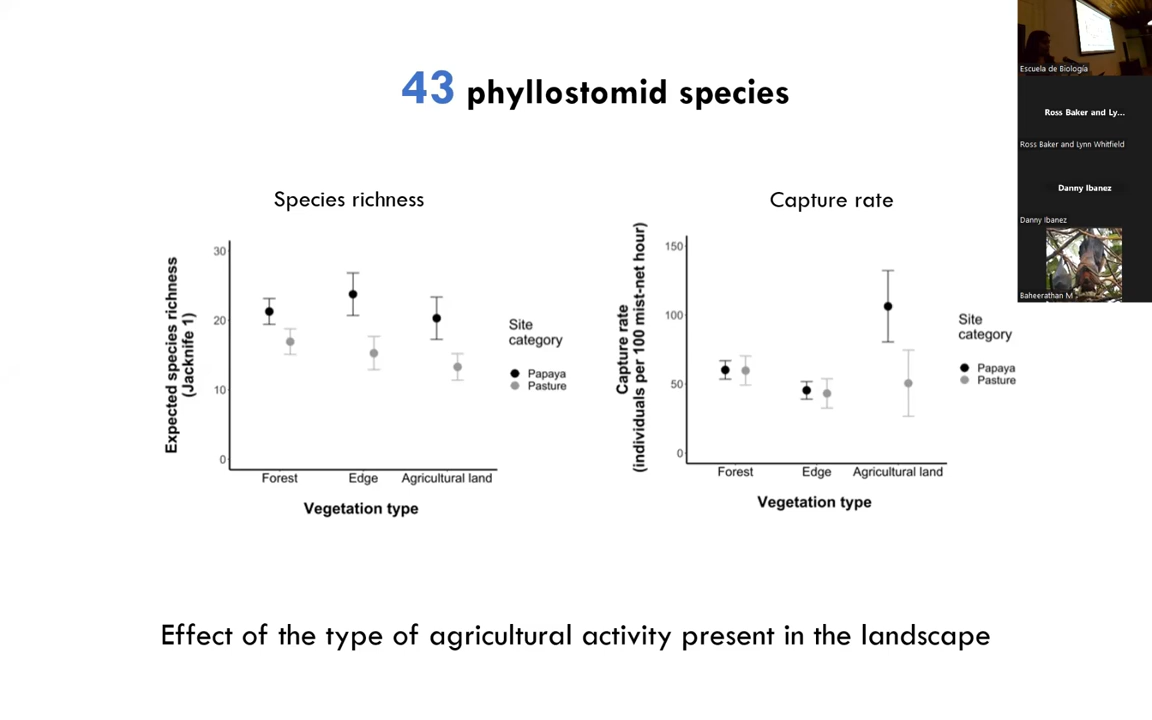 43 phyllostomid species
Species richness
Expected species richness
(Jacknife 1)
30
20
10
0
Forest
Edge
Agricultural land
Vegetation type
Site
category
Papaya
Pasture
Capture rate
Capture rate
(individuals per 100 mist-net hour)
150
100
50
0
Forest
Edge
Agricultural land
Vegetation type
Site
category
Papaya
Pasture
Effect of the type of agricultural activity present in the landscape
Escuela de Biología
Ross Baker and Ly...
Ross Baker and Lynn Whitfield
Danny Ibanez
Danny Ibanez
Baheerathan M